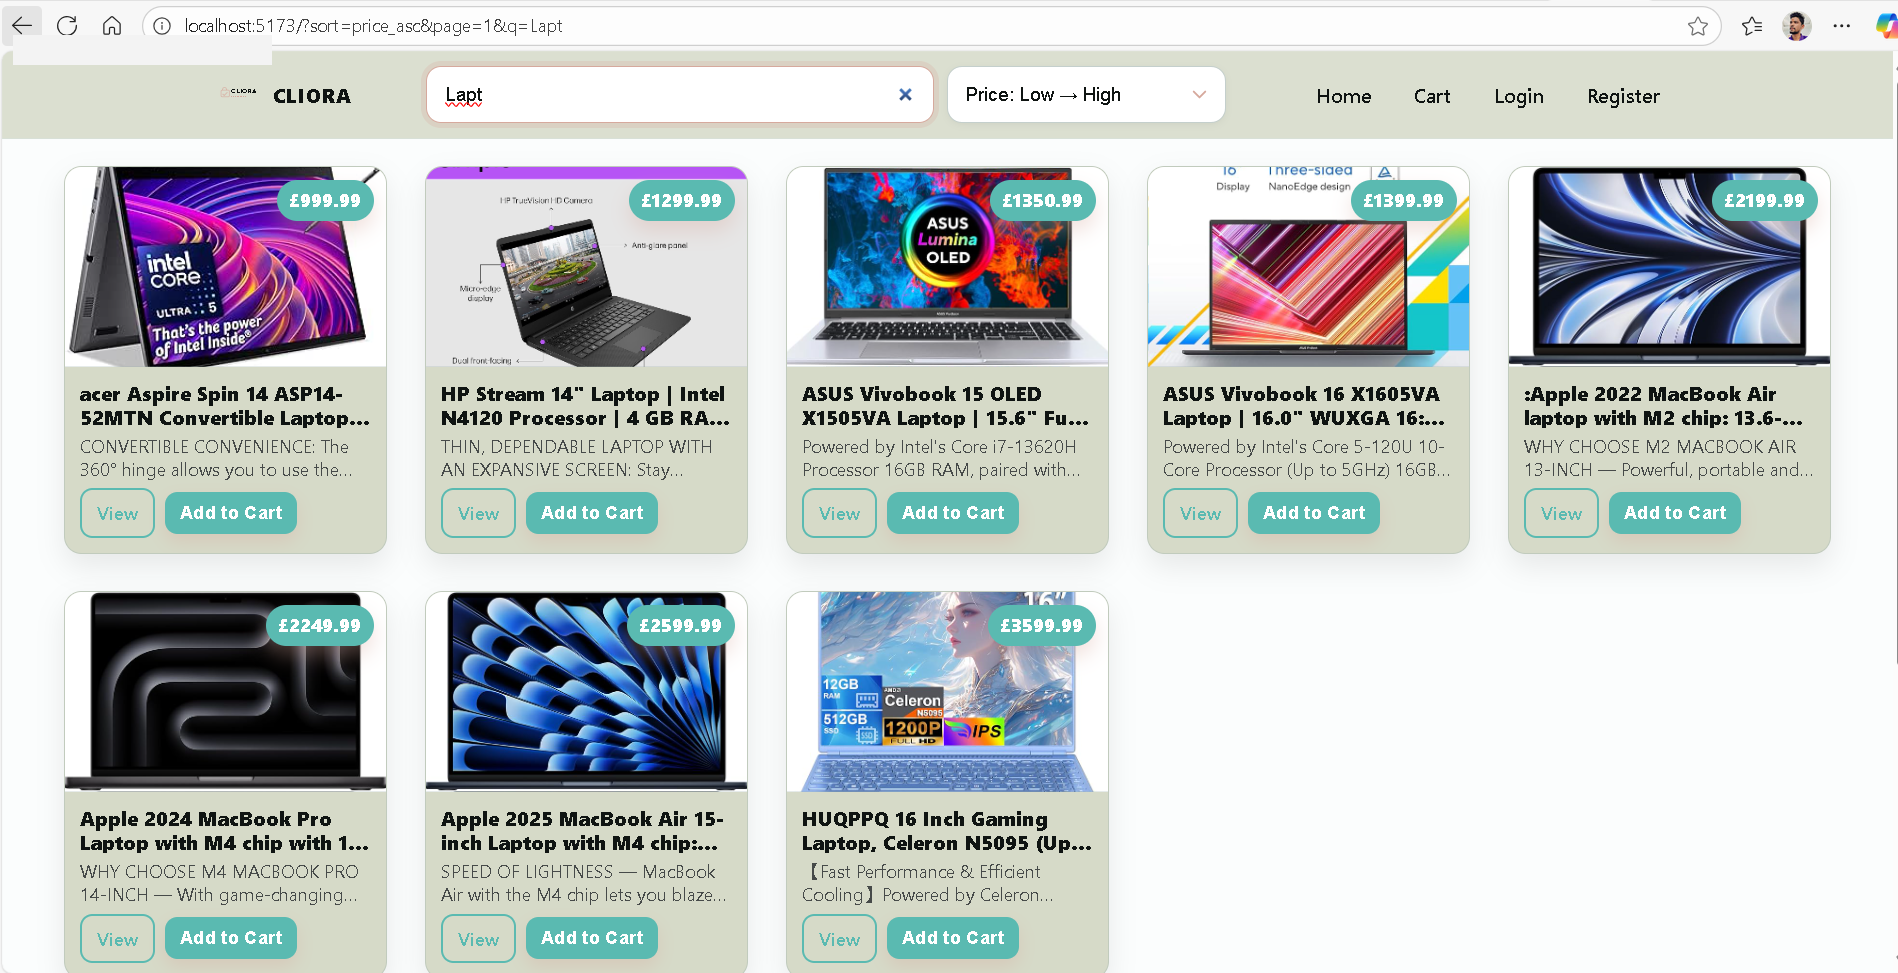 localhost:5173/?sort=price_asc&page=1&q=Lapt
CLIORA
CLIORA
Lapt
Price: Low → High
Home
Cart
Login
Register
intel
CORE
ULTRA 5
That's the power
of Intel Inside®
£999.99
acer Aspire Spin 14 ASP14-
52MTN Convertible Laptop...
CONVERTIBLE CONVENIENCE: The
360° hinge allows you to use the...
View
Add to Cart
HP TrueVision HD Camera
Anti-glare panel
Micro-edge
display
Dual front-facing
£1299.99
HP Stream 14" Laptop | Intel
N4120 Processor | 4 GB RA...
THIN, DEPENDABLE LAPTOP WITH
AN EXPANSIVE SCREEN: Stay...
View
Add to Cart
ASUS
Lumina
OLED
£1350.99
ASUS Vivobook 15 OLED
X1505VA Laptop | 15.6" Fu...
Powered by Intel's Core i7-13620H
Processor 16GB RAM, paired with...
View
Add to Cart
16
Display
Three-sided
NanoEdge design
£1399.99
ASUS Vivobook 16 X1605VA
Laptop | 16.0" WUXGA 16:...
Powered by Intel's Core 5-120U 10-
Core Processor (Up to 5GHz) 16GB...
View
Add to Cart
£2199.99
:Apple 2022 MacBook Air
laptop with M2 chip: 13.6-...
WHY CHOOSE M2 MACBOOK AIR
13-INCH — Powerful, portable and...
View
Add to Cart
£2249.99
Apple 2024 MacBook Pro
Laptop with M4 chip with 1...
WHY CHOOSE M4 MACBOOK PRO
14-INCH — With game-changing...
View
Add to Cart
£2599.99
Apple 2025 MacBook Air 15-
inch Laptop with M4 chip:...
SPEED OF LIGHTNESS — MacBook
Air with the M4 chip lets you blaze...
View
Add to Cart
16"
£3599.99
12GB
RAM
512GB
SSD
SSD
AMD
Celeron
N5095
1200P
FULL HD
IPS
HUQPPQ 16 Inch Gaming
Laptop, Celeron N5095 (Up...
【Fast Performance & Efficient
Cooling】Powered by Celeron...
View
Add to Cart